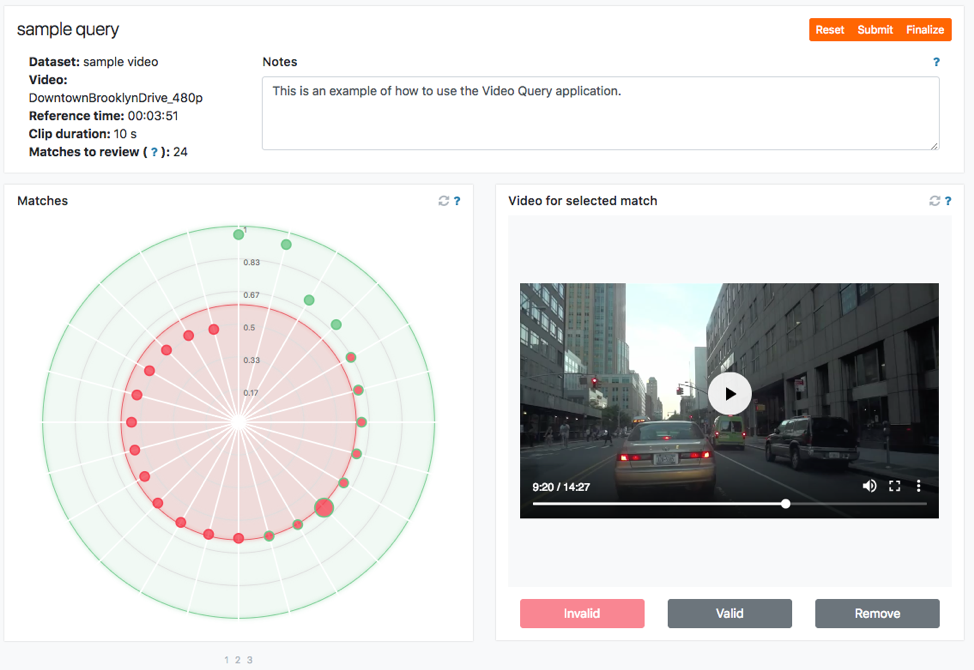 sample query
Reset Submit Finalize
Dataset: sample video
Video:
DowntownBrooklynDrive_480p
Reference time: 00:03:51
Clip duration: 10 s
Matches to review ( ? ): 24
Notes ?
This is an example of how to use the Video Query application.
Matches ?
1
0.83
0.67
0.5
0.33
0.17
1 2 3
Video for selected match ?
9:20 / 14:27
Invalid Valid Remove